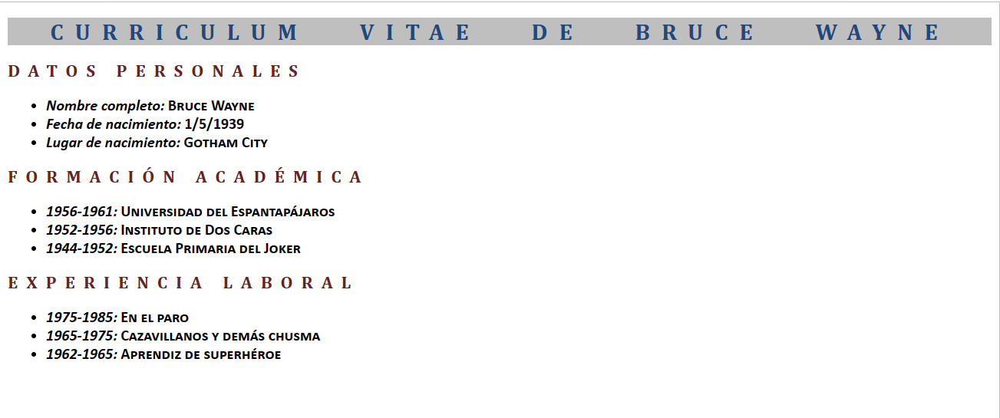 CURRICULUM VITAE DE BRUCE WAYNE
DATOS PERSONALES
• Nombre completo: Bruce Wayne
• Fecha de nacimiento: 1/5/1939
• Lugar de nacimiento: Gotham City
FORMACIÓN ACADÉMICA
• 1956-1961: Universidad del Espantapájaros
• 1952-1956: Instituto de Dos Caras
• 1944-1952: Escuela Primaria del Joker
EXPERIENCIA LABORAL
• 1975-1985: En el paro
• 1965-1975: Cazavillanos y demás chusma
• 1962-1965: Aprendiz de superhéroe